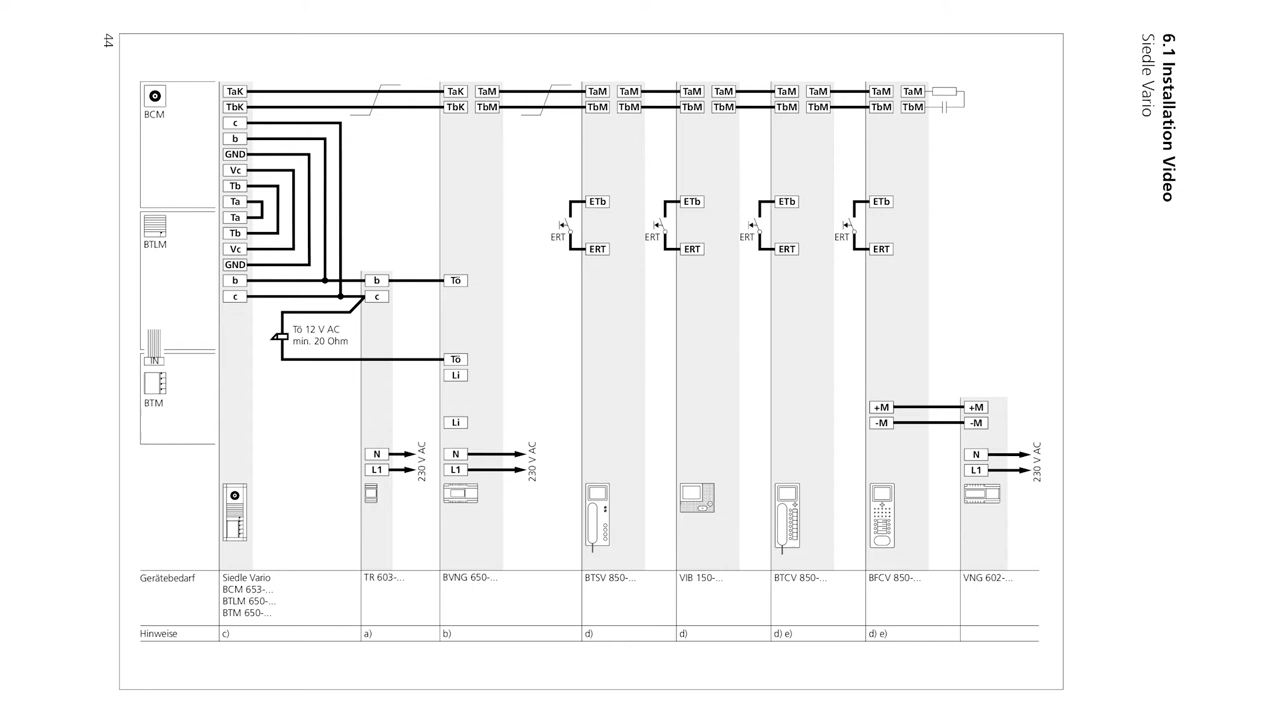 6.1 Installation Video
Siedle Vario
44
BCM
BTLM
IN
BTM
TaK TaK TaM TaM TaM TaM TaM TaM TaM TaM TaM
TbK TbK TbM TbM TbM TbM TbM TbM TbM TbM TbM
c
b
GND
Vc
Tb
Ta ETb ETb ETb ETb
Ta
Tb
ERT ERT ERT ERT
Vc ERT ERT ERT ERT
GND
b b Tö
c c
Tö 12 V AC
min. 20 Ohm
Tö
Li
+M +M
Li -M -M
N N N
L1 L1 L1
230 V AC 230 V AC 230 V AC
Gerätebedarf Siedle Vario TR 603-... BVNG 650-... BTSV 850-... VIB 150-... BTCV 850-... BFCV 850-... VNG 602-...
BCM 653-...
BTLM 650-...
BTM 650-...
Hinweise c) a) b) d) d) d) e) d) e)